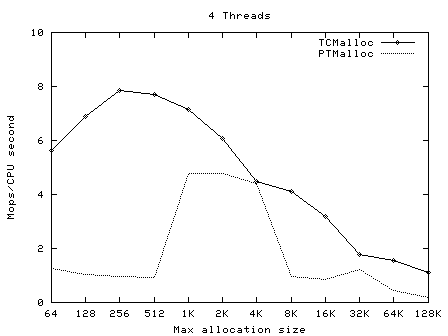 4 Threads
TCMalloc
PTMalloc
10
8
6
4
2
0
Mops/CPU second
64 128 256 512 1K 2K 4K 8K 16K 32K 64K 128K
Max allocation size